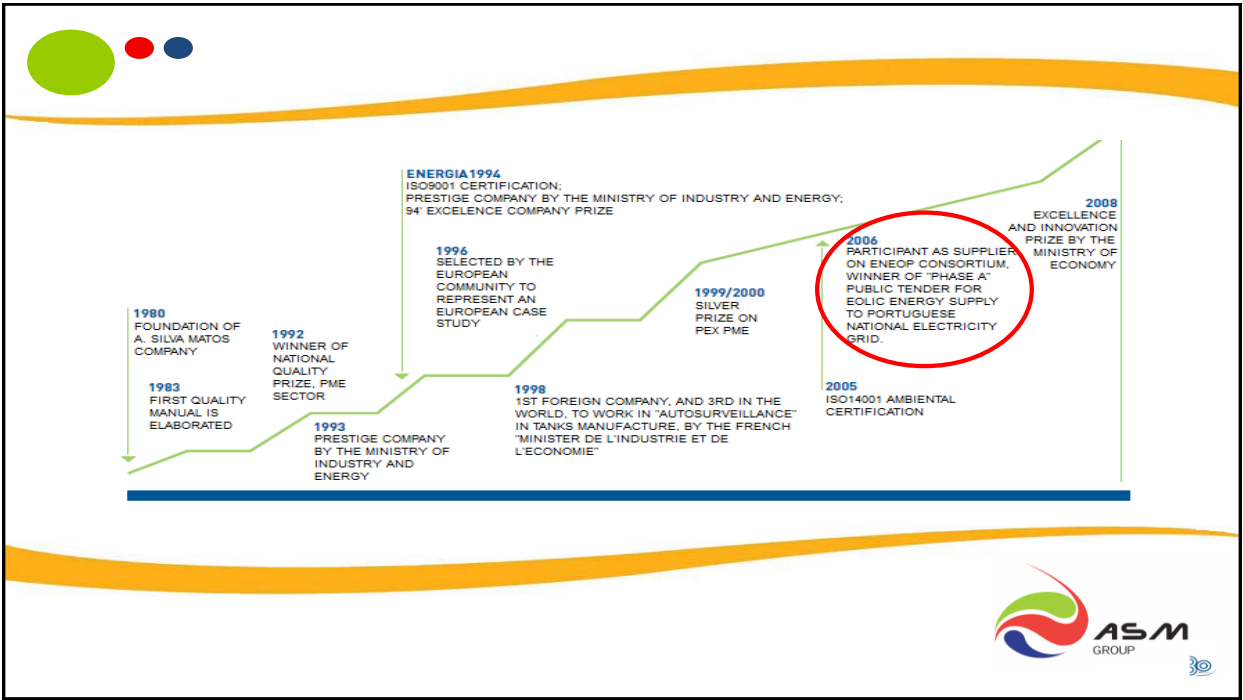 ENERGIA1994
ISO9001 CERTIFICATION;
PRESTIGE COMPANY BY THE MINISTRY OF INDUSTRY AND ENERGY;
94' EXCELENCE COMPANY PRIZE
2008
EXCELLENCE
AND INNOVATION
PRIZE BY THE
MINISTRY OF
ECONOMY
2006
PARTICIPANT AS SUPPLIER
ON ENEOP CONSORTIUM,
WINNER OF "PHASE A"
PUBLIC TENDER FOR
EOLIC ENERGY SUPPLY
TO PORTUGUESE
NATIONAL ELECTRICITY
GRID.
1996
SELECTED BY THE
EUROPEAN
COMMUNITY TO
REPRESENT AN
EUROPEAN CASE
STUDY
1999/2000
SILVER
PRIZE ON
PEX PME
1980
FOUNDATION OF
A. SILVA MATOS
COMPANY
1992
WINNER OF
NATIONAL
QUALITY
PRIZE, PME
SECTOR
1983
FIRST QUALITY
MANUAL IS
ELABORATED
1998
1ST FOREIGN COMPANY, AND 3RD IN THE
WORLD, TO WORK IN "AUTOSURVEILLANCE"
IN TANKS MANUFACTURE, BY THE FRENCH
"MINISTER DE L'INDUSTRIE ET DE
L'ECONOMIE"
2005
ISO14001 AMBIENTAL
CERTIFICATION
1993
PRESTIGE COMPANY
BY THE MINISTRY OF
INDUSTRY AND
ENERGY
ASM
GROUP